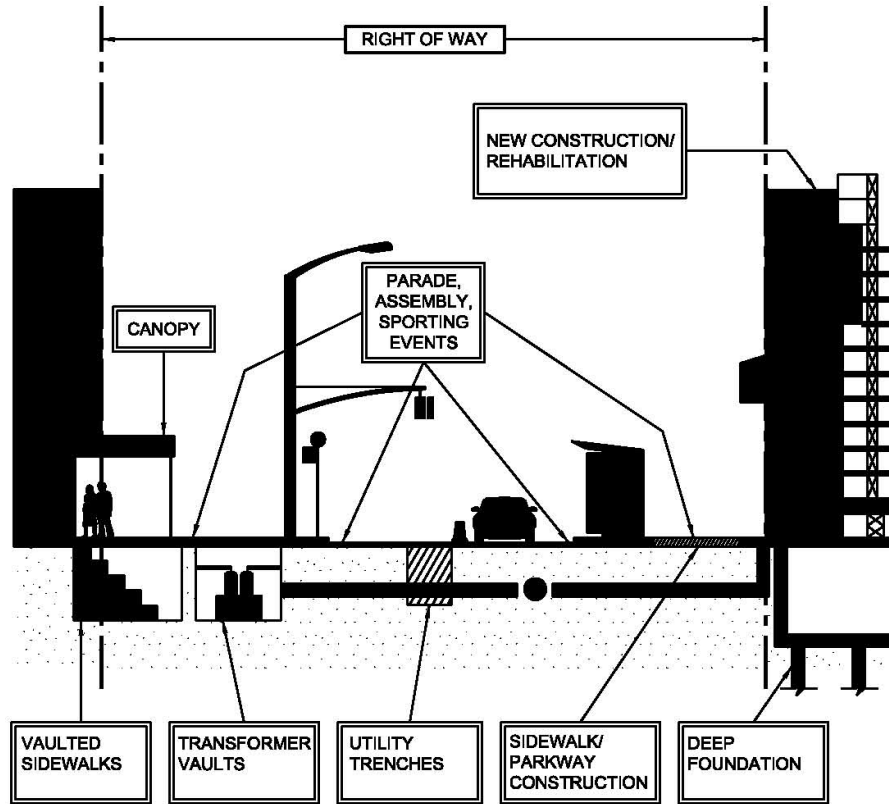 RIGHT OF WAY
NEW CONSTRUCTION/
REHABILITATION
PARADE,
ASSEMBLY,
SPORTING
EVENTS
CANOPY
VAULTED
SIDEWALKS
TRANSFORMER
VAULTS
UTILITY
TRENCHES
SIDEWALK/
PARKWAY
CONSTRUCTION
DEEP
FOUNDATION